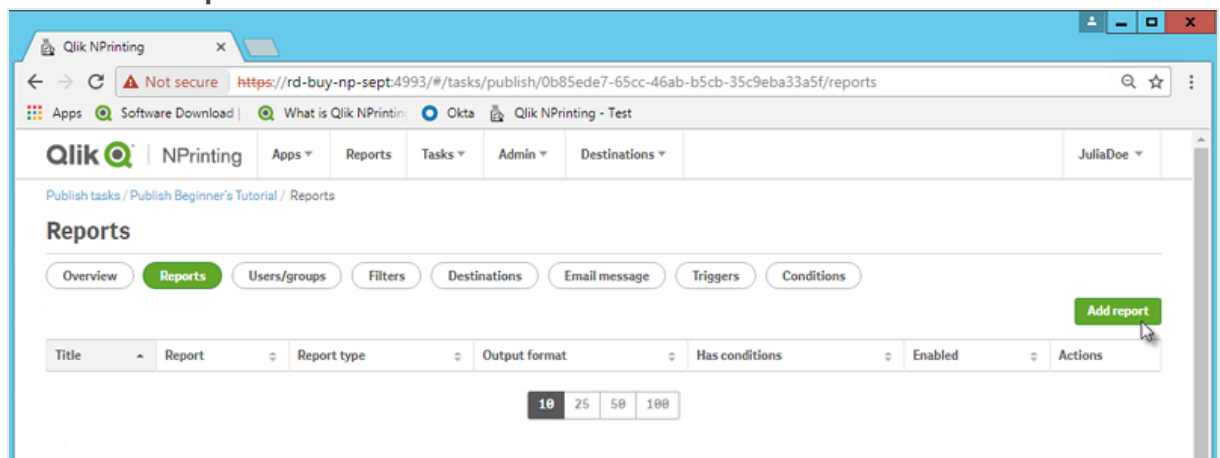 Qlik NPrinting
Not secure https://rd-buy-np-sept:4993/#/tasks/publish/0b85ede7-65cc-46ab-b5cb-35c9eba33a5f/reports
Apps Software Download | What is Qlik NPrinting Okta Qlik NPrinting - Test
Qlik NPrinting Apps Reports Tasks Admin Destinations JuliaDoe
Publish tasks / Publish Beginner's Tutorial / Reports
Reports
Overview Reports Users/groups Filters Destinations Email message Triggers Conditions
Add report
Title Report Report type Output format Has conditions Enabled Actions
10 25 50 100